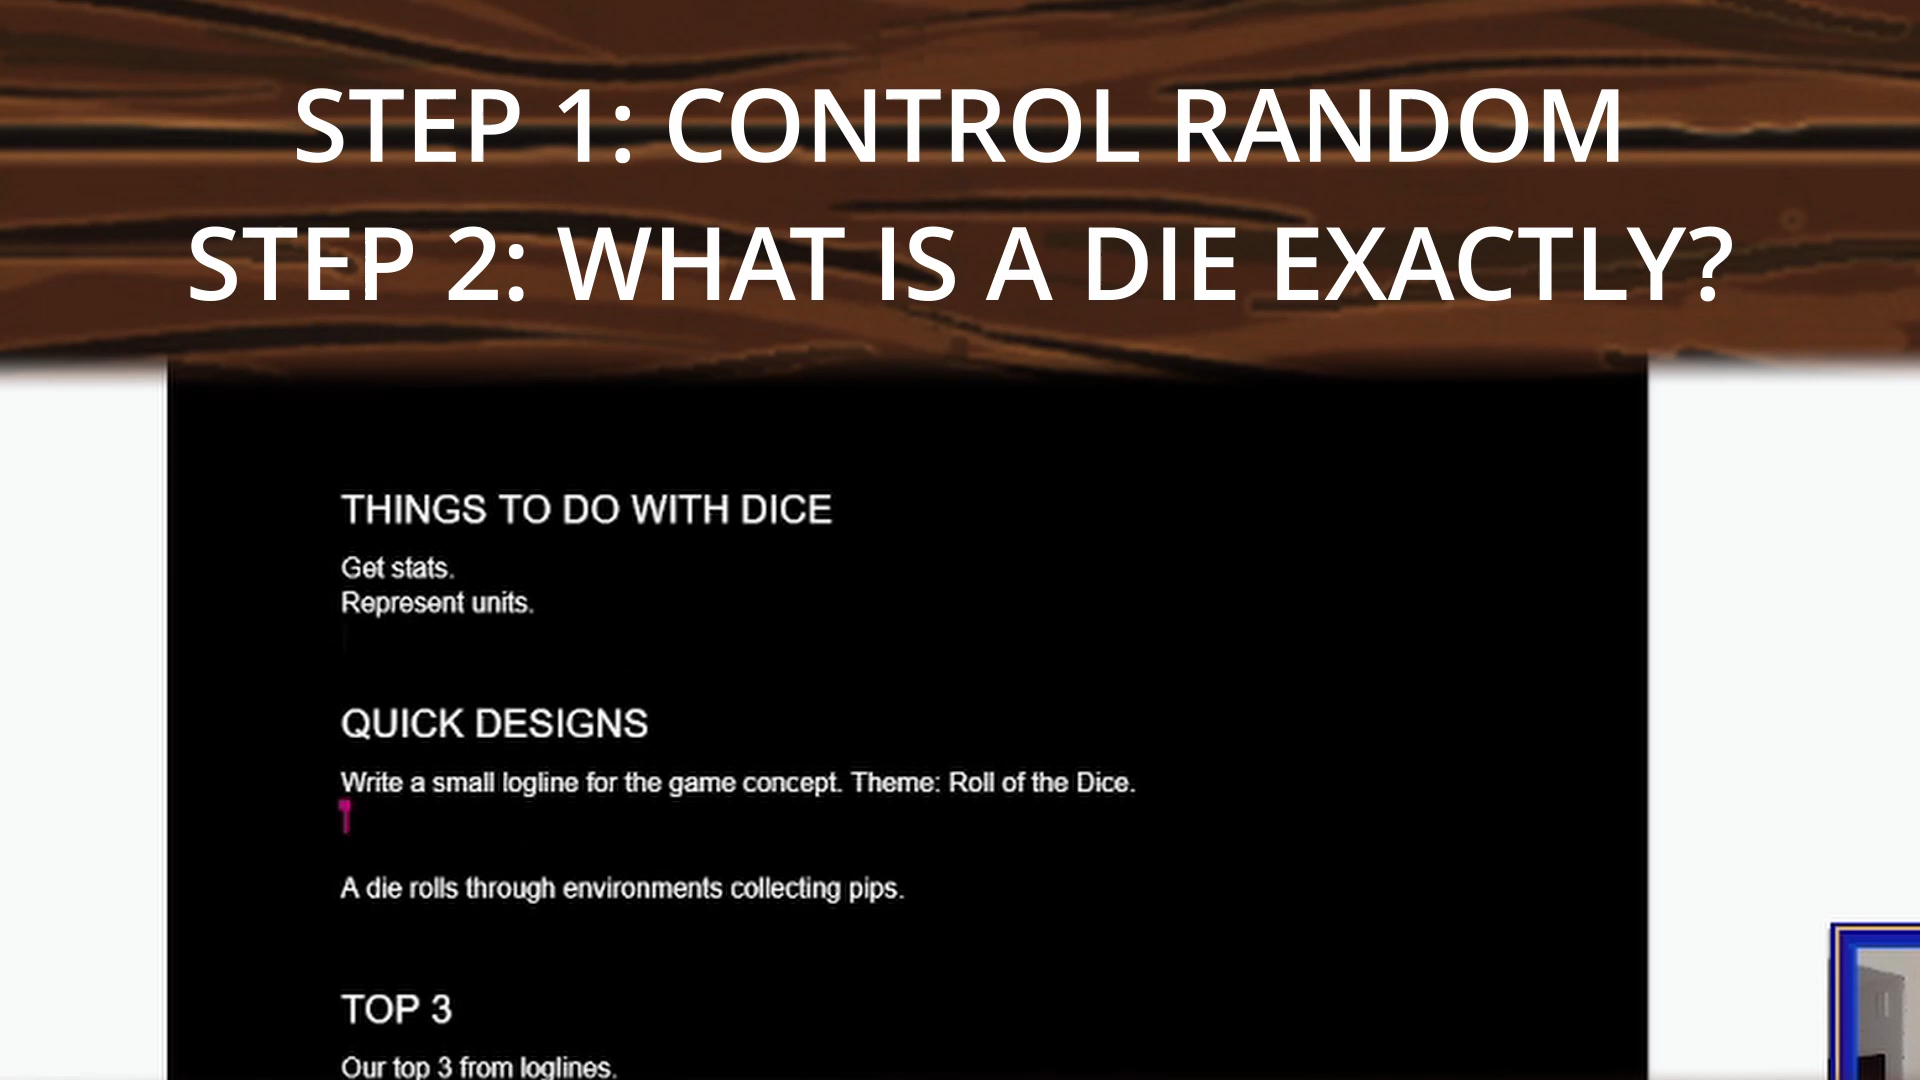 STEP 1: CONTROL RANDOM
STEP 2: WHAT IS A DIE EXACTLY?
THINGS TO DO WITH DICE
Get stats.
Represent units.
QUICK DESIGNS
Write a small logline for the game concept. Theme: Roll of the Dice.
A die rolls through environments collecting pips.
TOP 3
Our top 3 from loglines.